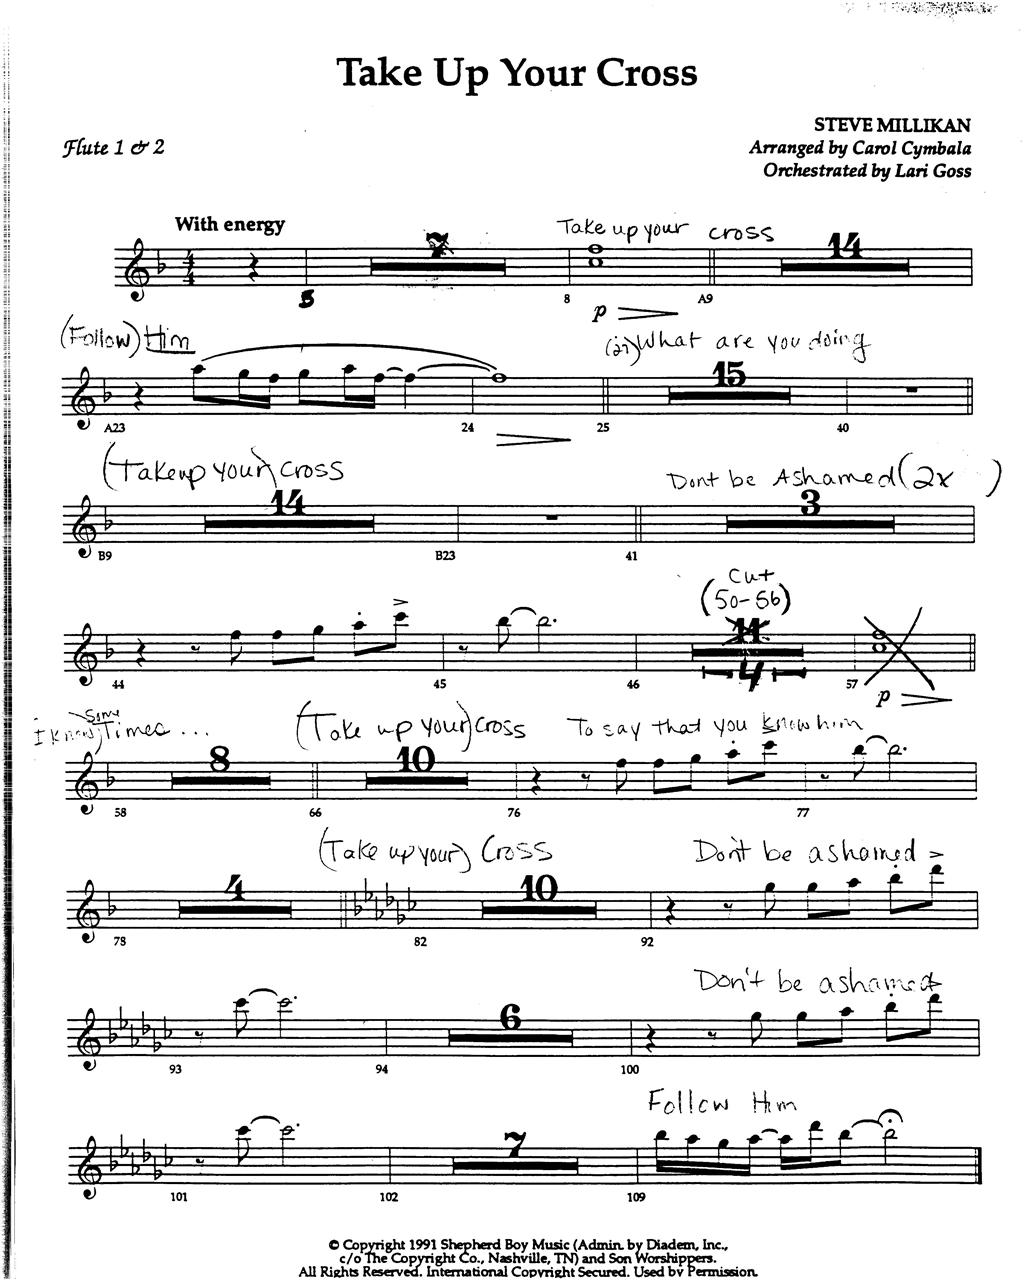 Take Up Your Cross
STEVE MILLIKAN
Flute 1 & 2
Arranged by Carol Cymbala
Orchestrated by Lari Goss
With energy
Take up your cross
7 14
5 8 A9
p
(Follow) Him
What are you doing
15
A23 24 25 40
(Take up your) cross
Dont be Ashamed (2x )
14 3
B9 B23 41
Cut
(50-56)
11
4
44 45 46 57
p
Some
I know, Times ...
(Take up your) cross
To say that you know him
8 10
58 66 76 77
(Take up your) Cross
Don't be ashamed
4 10
78 82 92
Don't be ashamed
6
93 94 100
Follow Him
7
101 102 109
© Copyright 1991 Shepherd Boy Music (Admin. by Diadem, Inc.,
c/o The Copyright Co., Nashville, TN) and Son Worshippers.
All Rights Reserved. International Copyright Secured. Used by Permission.